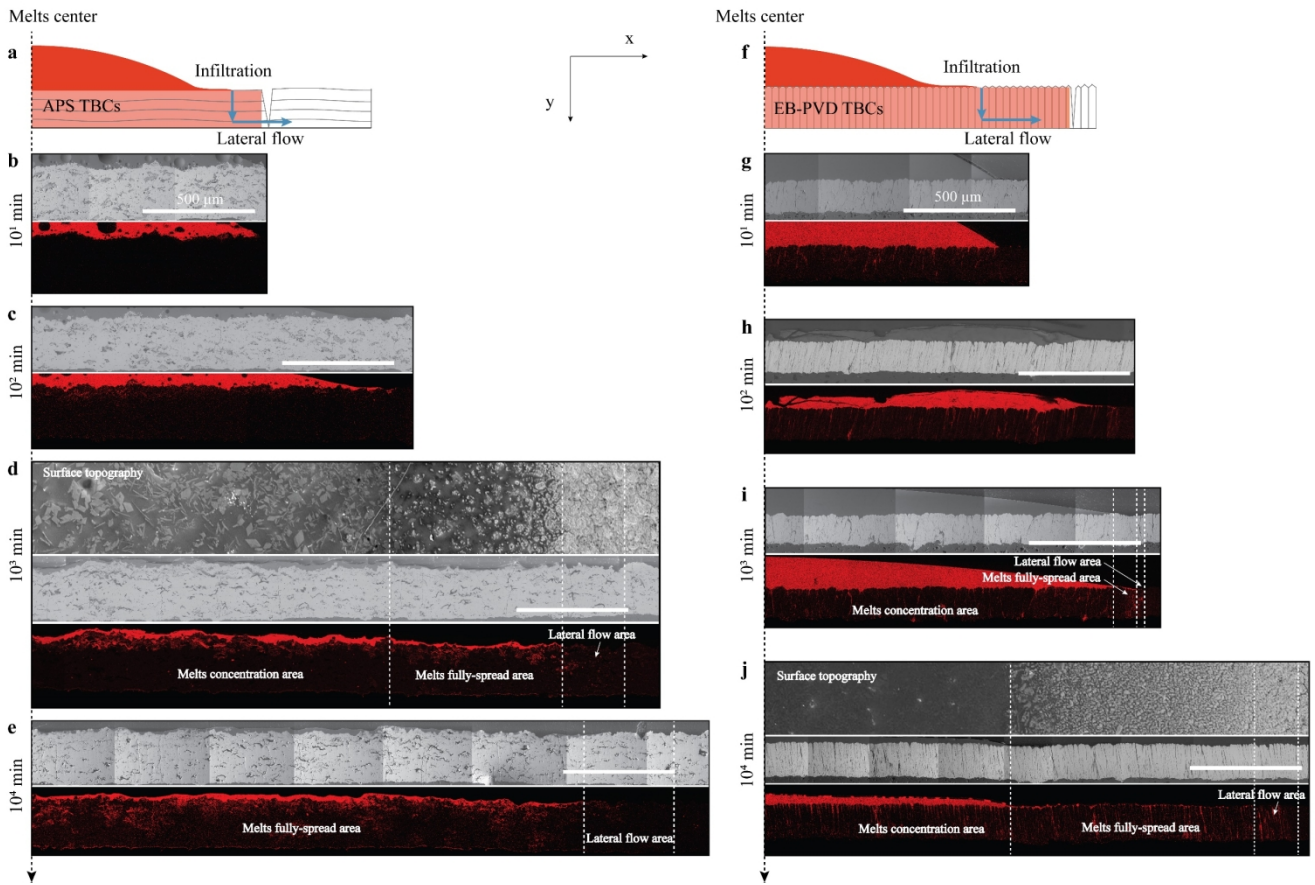 Melts center
a
Infiltration
APS TBCs
Lateral flow
x
y
b
10¹ min
500 µm
c
10² min
d
10³ min
Surface topography
Lateral flow area
Melts concentration area
Melts fully-spread area
e
10⁴ min
Melts fully-spread area
Lateral flow area
Melts center
f
Infiltration
EB-PVD TBCs
Lateral flow
g
10¹ min
500 µm
h
10² min
i
10³ min
Lateral flow area
Melts fully-spread area
Melts concentration area
j
10⁴ min
Surface topography
Lateral flow area
Melts concentration area
Melts fully-spread area